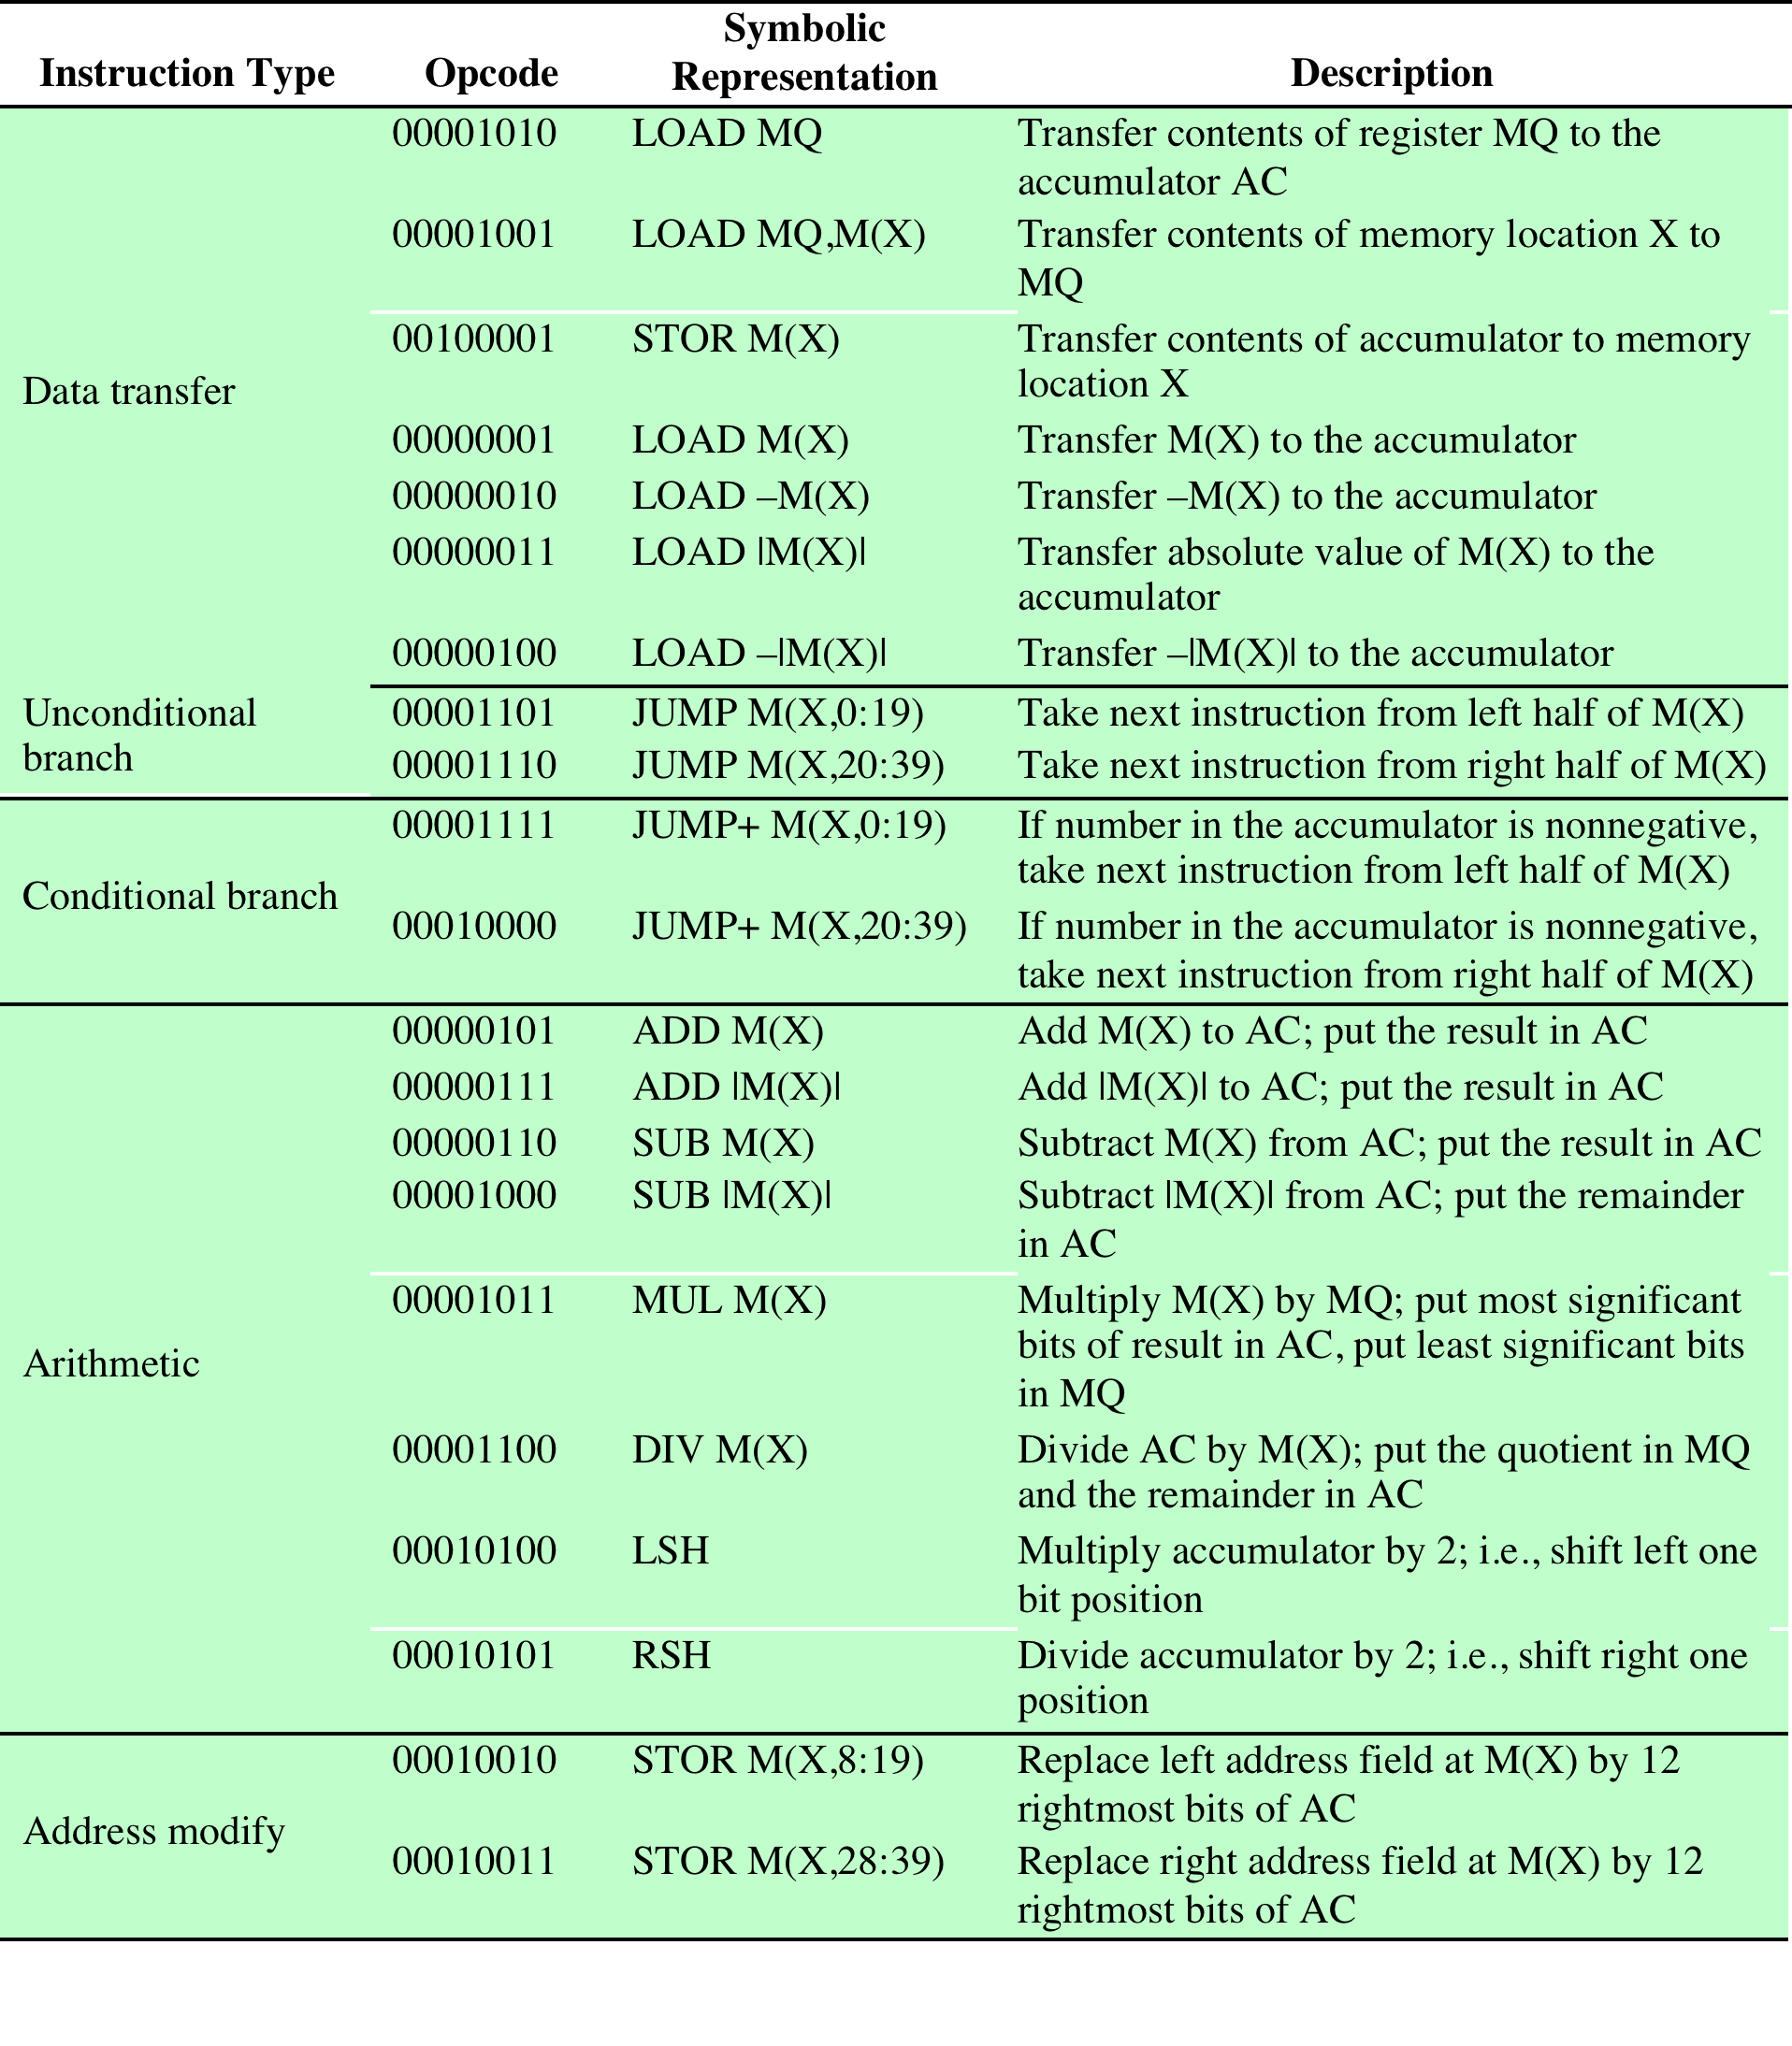 Instruction Type Opcode Symbolic Representation Description
Data transfer
00001010 LOAD MQ Transfer contents of register MQ to the
accumulator AC
00001001 LOAD MQ,M(X) Transfer contents of memory location X to
MQ
00100001 STOR M(X) Transfer contents of accumulator to memory
location X
00000001 LOAD M(X) Transfer M(X) to the accumulator
00000010 LOAD –M(X) Transfer –M(X) to the accumulator
00000011 LOAD |M(X)| Transfer absolute value of M(X) to the
accumulator
00000100 LOAD –|M(X)| Transfer –|M(X)| to the accumulator
Unconditional
branch
00001101 JUMP M(X,0:19) Take next instruction from left half of M(X)
00001110 JUMP M(X,20:39) Take next instruction from right half of M(X)
Conditional branch
00001111 JUMP+ M(X,0:19) If number in the accumulator is nonnegative,
take next instruction from left half of M(X)
00010000 JUMP+ M(X,20:39) If number in the accumulator is nonnegative,
take next instruction from right half of M(X)
Arithmetic
00000101 ADD M(X) Add M(X) to AC; put the result in AC
00000111 ADD |M(X)| Add |M(X)| to AC; put the result in AC
00000110 SUB M(X) Subtract M(X) from AC; put the result in AC
00001000 SUB |M(X)| Subtract |M(X)| from AC; put the remainder
in AC
00001011 MUL M(X) Multiply M(X) by MQ; put most significant
bits of result in AC, put least significant bits
in MQ
00001100 DIV M(X) Divide AC by M(X); put the quotient in MQ
and the remainder in AC
00010100 LSH Multiply accumulator by 2; i.e., shift left one
bit position
00010101 RSH Divide accumulator by 2; i.e., shift right one
position
Address modify
00010010 STOR M(X,8:19) Replace left address field at M(X) by 12
rightmost bits of AC
00010011 STOR M(X,28:39) Replace right address field at M(X) by 12
rightmost bits of AC